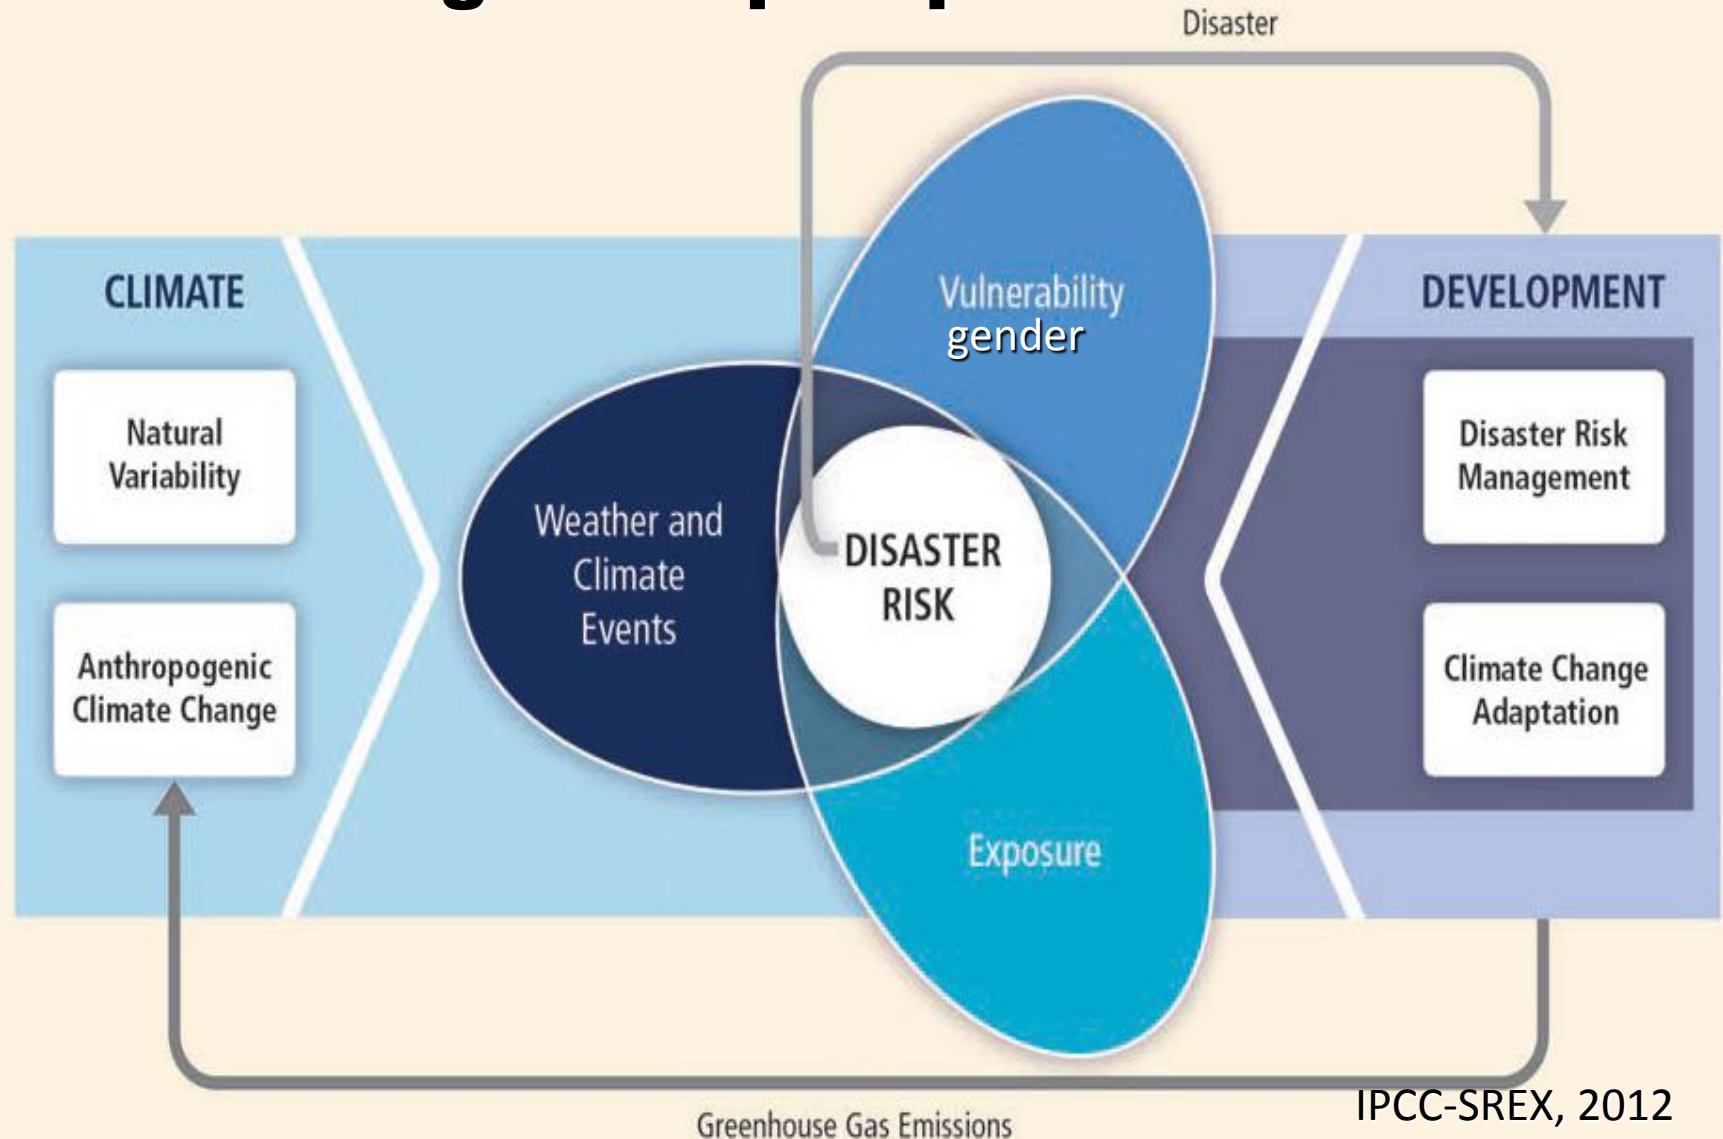 Disaster
CLIMATE
Natural
Variability
Anthropogenic
Climate Change
Weather and
Climate
Events
Vulnerability
gender
DISASTER
RISK
Exposure
DEVELOPMENT
Disaster Risk
Management
Climate Change
Adaptation
IPCC-SREX, 2012
Greenhouse Gas Emissions